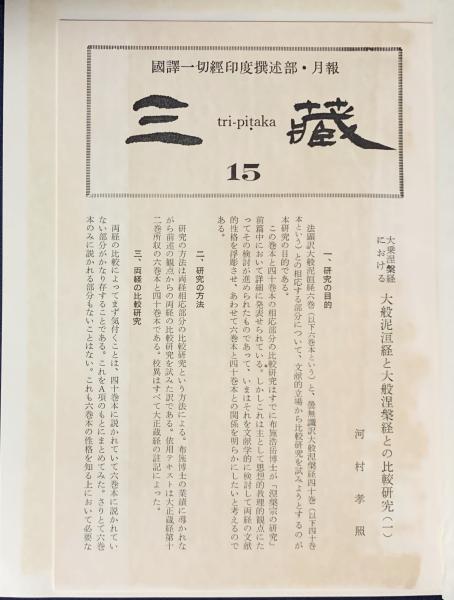 國譯一切經印度撰述部・月報
三藏
tri-piṭaka
15
大乗涅槃経における
大般泥洹経と大般涅槃経との比較研究(一)
河村孝照
一、研究の目的
法顕訳大般泥洹経六巻(以下六巻本という)と、曇無讖訳大般涅槃経四十巻(以下四十巻
本という)との相応する部分について、文献的立場から比較研究を試みようとするのが
本研究の目的である。
この巻本と四十巻本の相応部分の比較研究はすでに布施浩岳博士が「涅槃宗の研究」
前篇中において詳細に発表せられている。しかしこれは主として思想的教理的観点にた
ってその検討が進められたものであって、いまはそれを文献学的に検討して両経の文献
的性格を浮彫させ、あわせて六巻本と四十巻本との関係を明らかにしたいと考えるので
ある。
二、研究の方法
研究の方法は両経相応部分の比較研究という方法による。布施博士の業績に導かれな
がら前述の観点からの両経の比較研究を試みた訳である。依用テキストは大正蔵経第十
二巻所収の六巻本と四十巻本である。校異はすべて大正蔵経の註記によった。
三、両経の比較研究
両経の比較によってまず気付くことは、四十巻本に説かれていて六巻本に説かれてい
ない部分がかなり存することである。これをA項のもとにまとめてみた。さりとて六巻
本のみに説かれる部分もないことはない。これも六巻本の性格を知る上において必要な